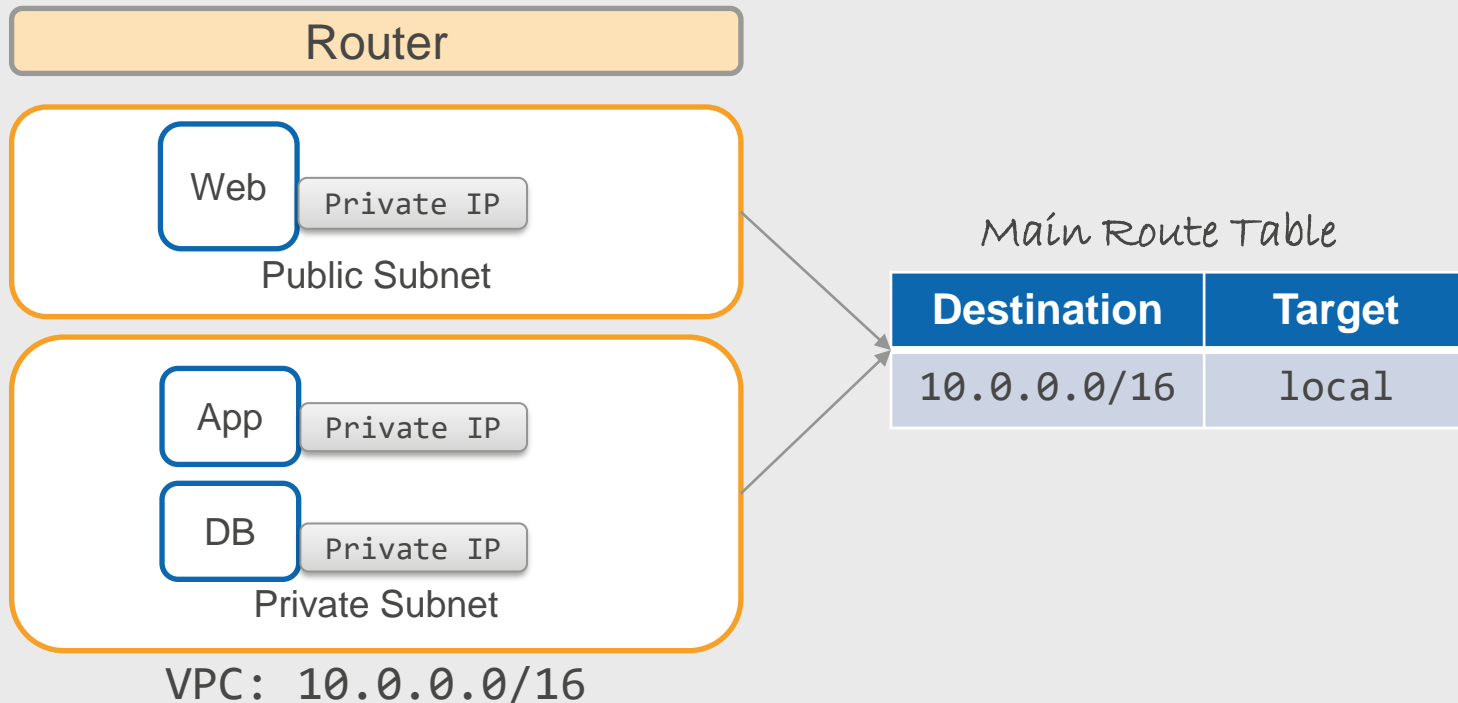 Router
Web
Private IP
Public Subnet
App
Private IP
DB
Private IP
Private Subnet
VPC: 10.0.0.0/16
Main Route Table
Destination Target
10.0.0.0/16 local